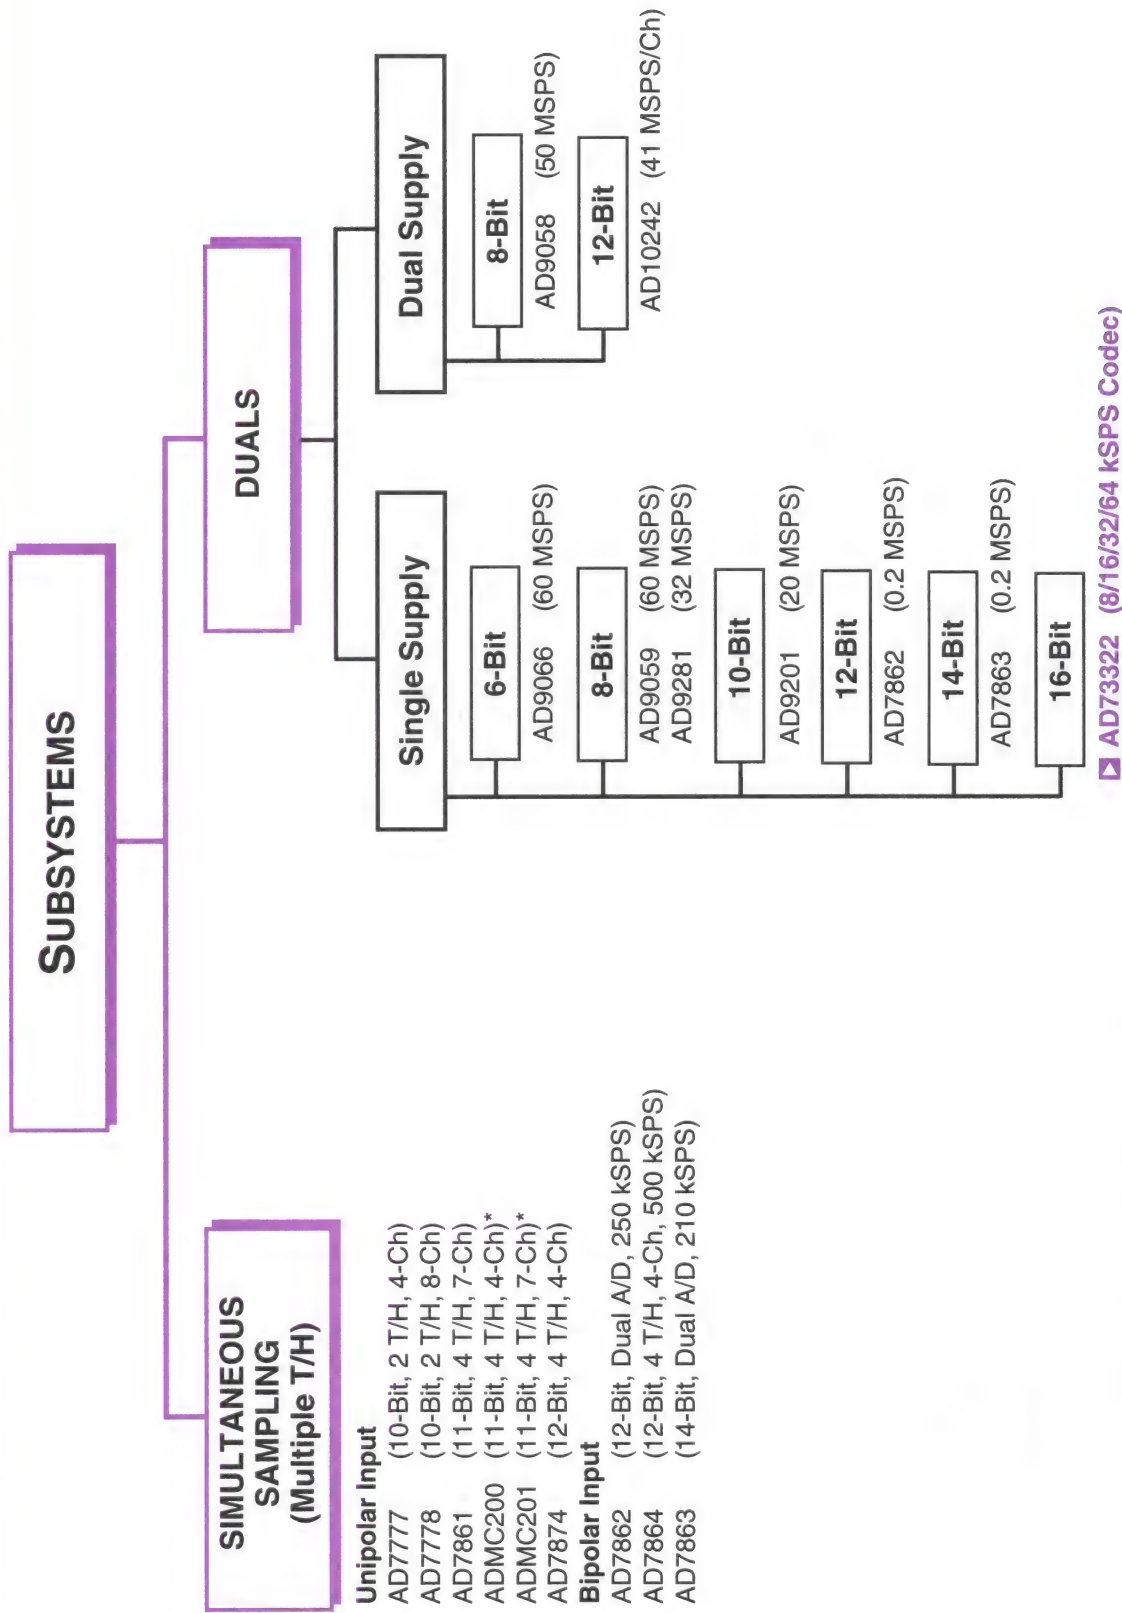 SUBSYSTEMS
SIMULTANEOUS
SAMPLING
(Multiple T/H)
Unipolar Input
AD7777 (10-Bit, 2 T/H, 4-Ch)
AD7778 (10-Bit, 2 T/H, 8-Ch)
AD7861 (11-Bit, 4 T/H, 7-Ch)
ADMC200 (11-Bit, 4 T/H, 4-Ch)*
ADMC201 (11-Bit, 4 T/H, 7-Ch)*
AD7874 (12-Bit, 4 T/H, 4-Ch)
Bipolar Input
AD7862 (12-Bit, Dual A/D, 250 kSPS)
AD7864 (12-Bit, 4 T/H, 4-Ch, 500 kSPS)
AD7863 (14-Bit, Dual A/D, 210 kSPS)
DUALS
Single Supply
6-Bit
AD9066 (60 MSPS)
8-Bit
AD9059 (60 MSPS)
AD9281 (32 MSPS)
10-Bit
AD9201 (20 MSPS)
12-Bit
AD7862 (0.2 MSPS)
14-Bit
AD7863 (0.2 MSPS)
16-Bit
AD73322 (8/16/32/64 kSPS Codec)
Dual Supply
8-Bit
AD9058 (50 MSPS)
12-Bit
AD10242 (41 MSPS/Ch)